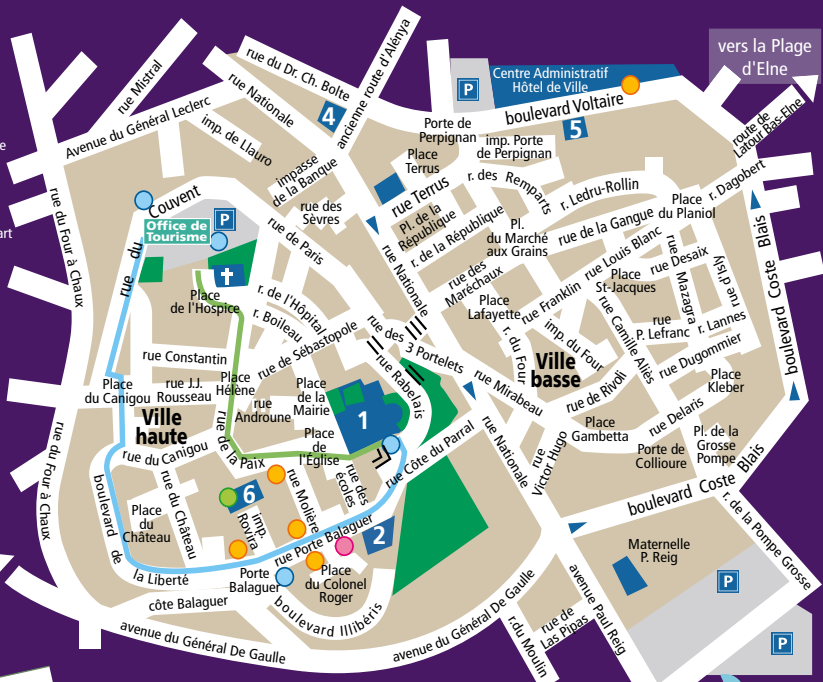 vers la Plage
d'Elne
rue du Dr. Ch. Bolte
ancienne route d'Alénya
rue Mistral
rue Nationale
P
Centre Administratif
Hôtel de Ville
boulevard Voltaire
Avenue du Général Leclerc
imp. de Llauro
4
Porte de
Perpignan
5
imp. Porte
de Perpignan
route de
Latour Bas-Elne
impasse
de la Banque
Place
Terrus
r. des Remparts
rue Terrus
r. Ledru-Rollin
r. Dagobert
Place
du Planiol
rue du Couvent
P
Office de
Tourisme
rue des
Sèvres
Pl. de la
République
r. de la République
Pl.
du Marché
aux Grains
rue de la Gangue
rue du Four à Chaux
rue de Paris
rue Nationale
rue des
Maréchaux
rue Louis Blanc
rue Desaix
Place
St-Jacques
rue Mazagra
rue d'Isly
boulevard Coste Blais
Place
de l'Hospice
r. de l'Hôpital
r. Boileau
Place
Lafayette
rue Franklin
imp. du Four
r. du Four
rue Camille Alies
rue
P. Lefranc
r. Lannes
rue de Sébastopole
rue des 3 Portelets
rue Constantin
Ville
basse
rue Dugommier
Place
Kleber
Place
du Canigou
rue J.J.
Rousseau
Place
Hélène
Place
de la
Mairie
1
rue Rabelais
rue Mirabeau
rue de Rivoli
rue
Androune
Ville
haute
Place
de
l'Église
rue Delaris
Place
Gambetta
Pl. de la
Grosse
Pompe
rue du Canigou
rue de la Paix
rue Côte du Parral
rue Nationale
rue
Victor Hugo
Porte de
Collioure
rue du Four à Chaux
boulevard de
la Liberté
rue du Château
Place
du
Château
6
rue Molière
rue des
écoles
imp.
Rovira
2
rue Porte Balaguer
boulevard Coste Blais
r. de la Pompe Grosse
Maternelle
P. Reig
P
Porte
Balaguer
Place
du Colonel
Roger
côte Balaguer
boulevard Illibéris
avenue du Général De Gaulle
avenue du Général De Gaulle
r.du Moulin
rue de
Las Pipas
avenue Paul Reig
P
e
art